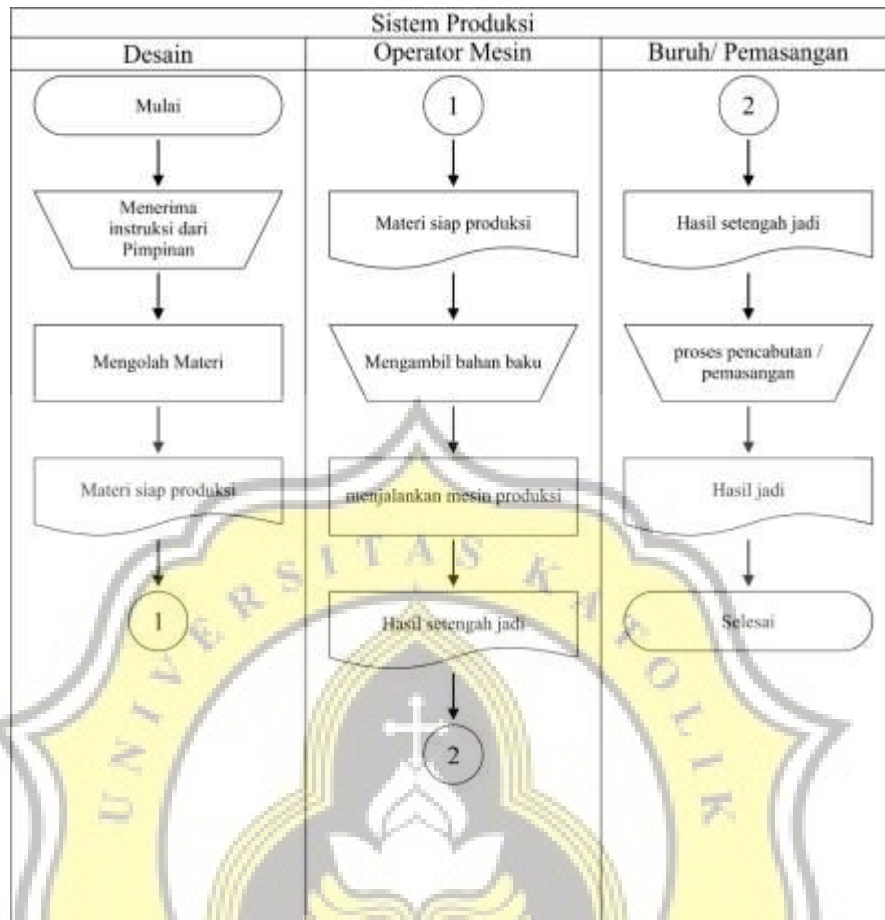 Sistem Produksi
Desain
Operator Mesin
Buruh/ Pemasangan
Mulai
Menerima
instruksi dari
Pimpinan
Mengolah Materi
Materi siap produksi
1
1
Materi siap produksi
Mengambil bahan baku
menjalankan mesin produksi
Hasil setengah jadi
2
2
Hasil setengah jadi
proses pencabutan /
pemasangan
Hasil jadi
Selesai
UNIVERSITAS KATOLIK